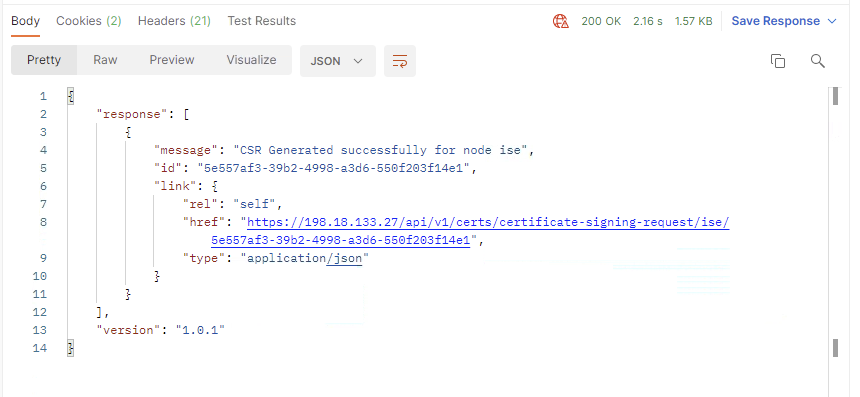 Body Cookies (2) Headers (21) Test Results 200 OK 2.16 s 1.57 KB Save Response
Pretty Raw Preview Visualize JSON
1 {
2 "response": [
3 {
4 "message": "CSR Generated successfully for node ise",
5 "id": "5e557af3-39b2-4998-a3d6-550f203f14e1",
6 "link": {
7 "rel": "self",
8 "href": "https://198.18.133.27/api/v1/certs/certificate-signing-request/ise/
5e557af3-39b2-4998-a3d6-550f203f14e1",
9 "type": "application/json"
10 }
11 }
12 ],
13 "version": "1.0.1"
14 }